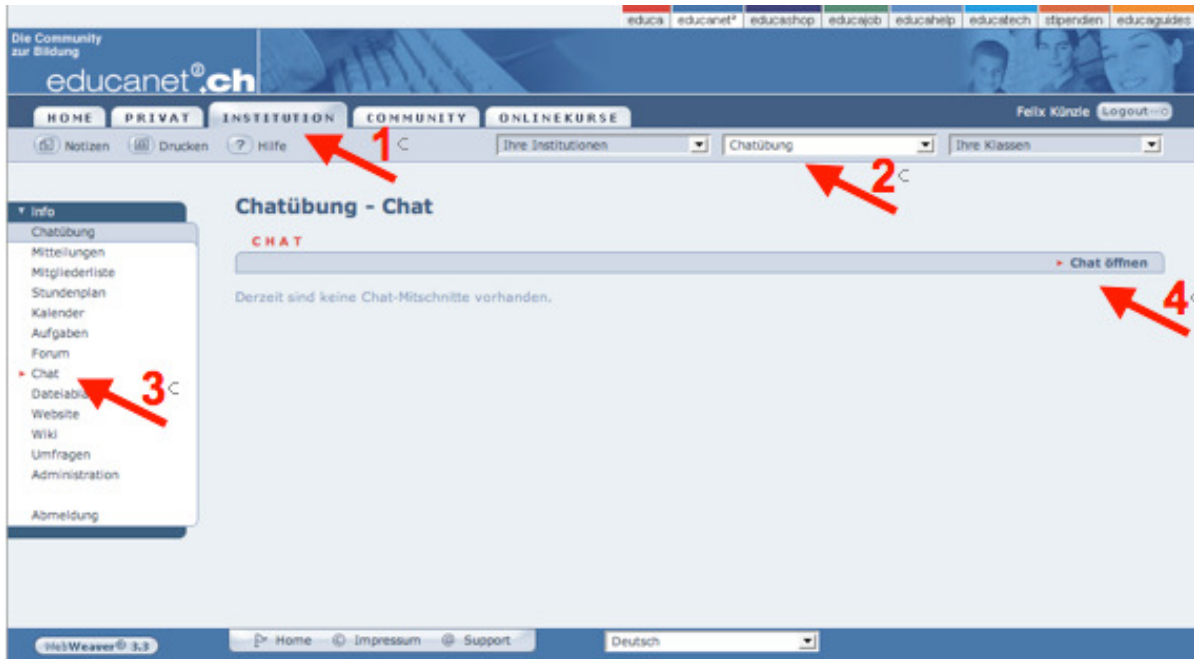 educa educanet² educashop educajob educahelp educatech stipendien educaguides
Die Community
zur Bildung
educanet².ch
HOME PRIVAT INSTITUTION COMMUNITY ONLINEKURSE
Felix Künzle Logout
Notizen Drucken ? Hilfe
Ihre Institutionen Chatübung Ihre Klassen
1
2
Chatübung - Chat
CHAT
Chat öffnen
Derzeit sind keine Chat-Mitschnitte vorhanden.
4
Info
Chatübung
Mitteilungen
Mitgliederliste
Stundenplan
Kalender
Aufgaben
Forum
Chat
3
Website
Wiki
Umfragen
Administration
Abmeldung
WebWeaver® 3.3
Home © Impressum @ Support
Deutsch